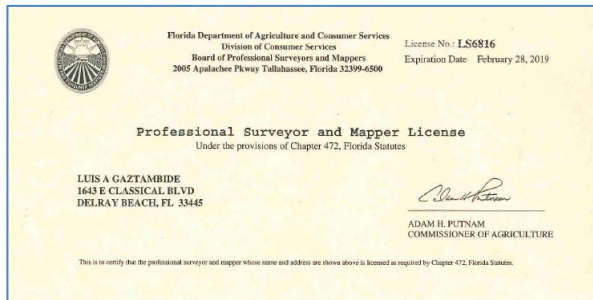 Florida Department of Agriculture and Consumer Services
Division of Consumer Services
Board of Professional Surveyors and Mappers
2005 Apalachee Pkway Tallahassee, Florida 32399-6500
License No.: LS6816
Expiration Date February 28, 2019
Professional Surveyor and Mapper License
Under the provisions of Chapter 472, Florida Statutes
LUIS A GAZTAMBIDE
1643 E CLASSICAL BLVD
DELRAY BEACH, FL 33445
ADAM H. PUTNAM
COMMISSIONER OF AGRICULTURE
This is to certify that the professional surveyor and mapper whose name and address are shown above is licensed as required by Chapter 472, Florida Statutes.